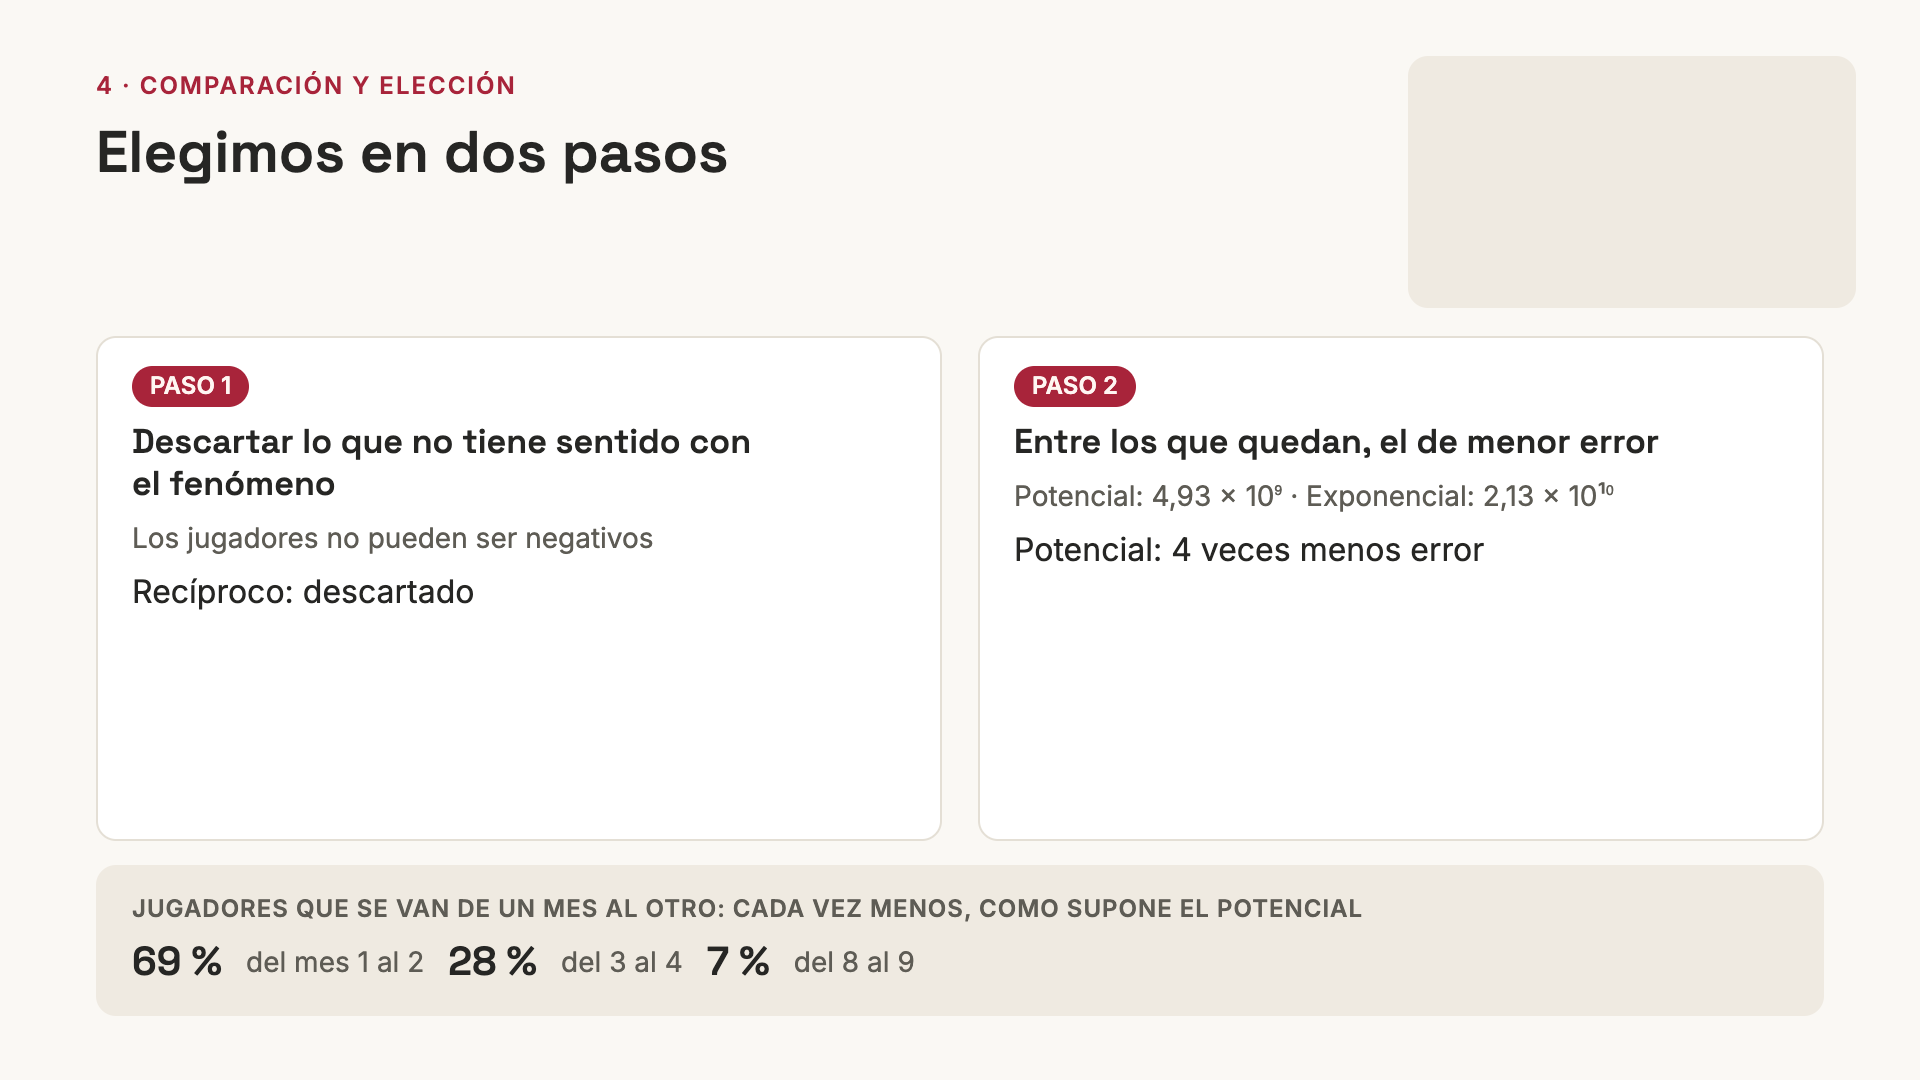 4 · COMPARACIÓN Y ELECCIÓN
Elegimos en dos pasos
PASO 1
Descartar lo que no tiene sentido con
el fenómeno
Los jugadores no pueden ser negativos
Recíproco: descartado
PASO 2
Entre los que quedan, el de menor error
Potencial: 4,93 × 10⁹ · Exponencial: 2,13 × 10¹⁰
Potencial: 4 veces menos error
JUGADORES QUE SE VAN DE UN MES AL OTRO: CADA VEZ MENOS, COMO SUPONE EL POTENCIAL
69 % del mes 1 al 2 28 % del 3 al 4 7 % del 8 al 9